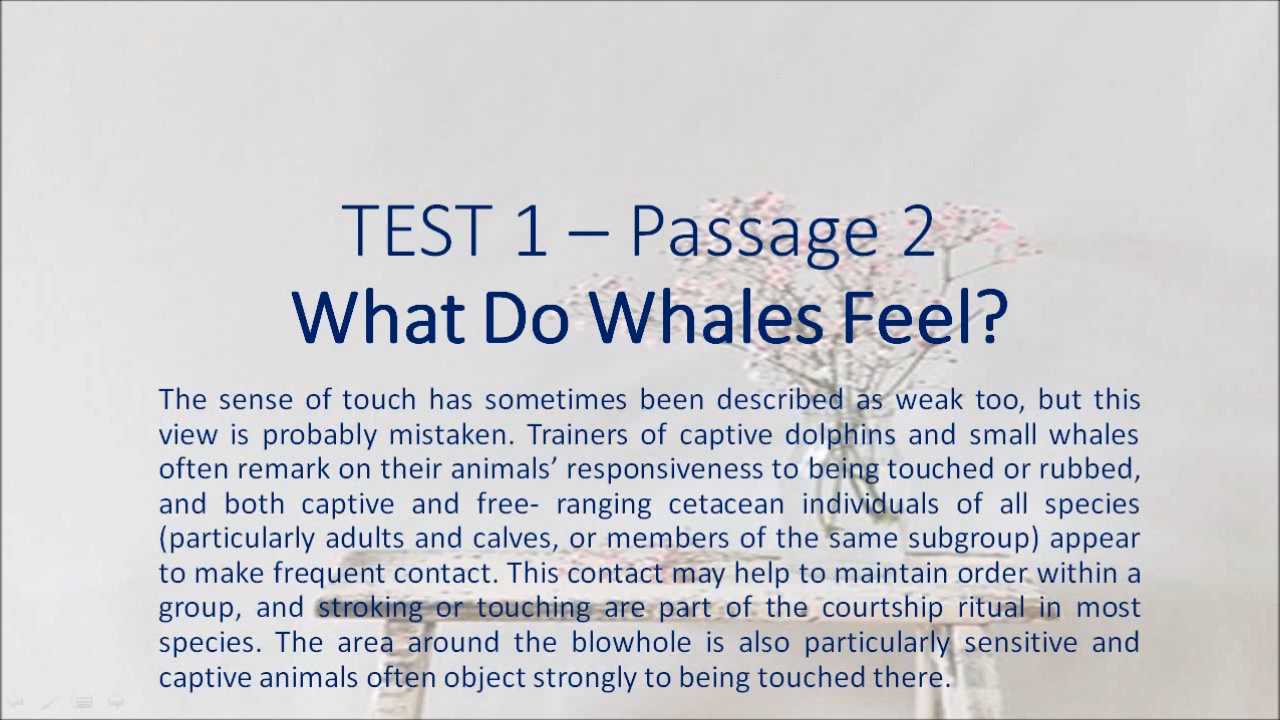 TEST 1 – Passage 2
What Do Whales Feel?
The sense of touch has sometimes been described as weak too, but this
view is probably mistaken. Trainers of captive dolphins and small whales
often remark on their animals’ responsiveness to being touched or rubbed,
and both captive and free- ranging cetacean individuals of all species
(particularly adults and calves, or members of the same subgroup) appear
to make frequent contact. This contact may help to maintain order within a
group, and stroking or touching are part of the courtship ritual in most
species. The area around the blowhole is also particularly sensitive and
captive animals often object strongly to being touched there.